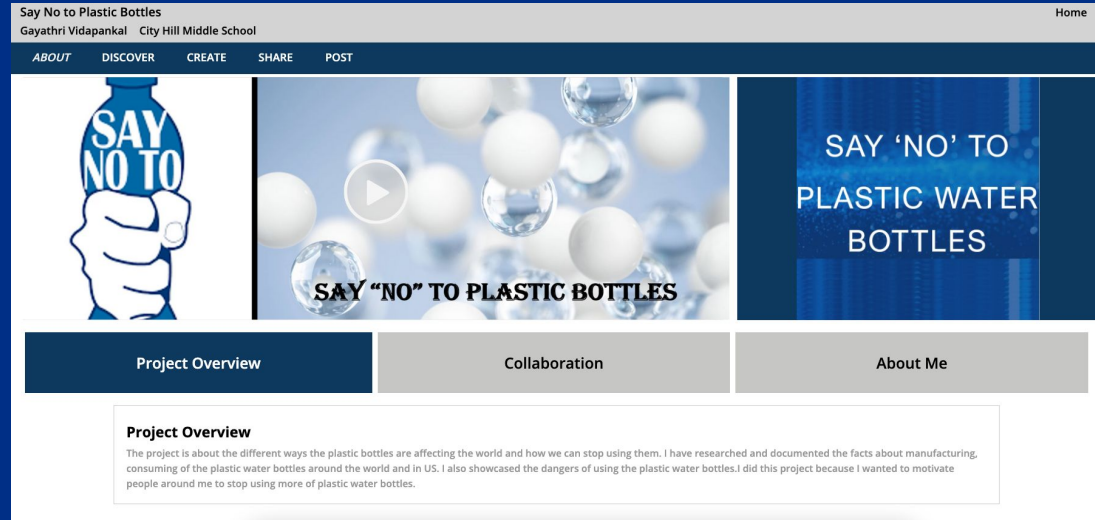 Say No to Plastic Bottles
Home
Gayathri Vidapankal City Hill Middle School
ABOUT DISCOVER CREATE SHARE POST
SAY
NO TO
SAY “NO” TO PLASTIC BOTTLES
SAY ‘NO’ TO
PLASTIC WATER
BOTTLES
Project Overview
Collaboration
About Me
Project Overview
The project is about the different ways the plastic bottles are affecting the world and how we can stop using them. I have researched and documented the facts about manufacturing,
consuming of the plastic water bottles around the world and in US. I also showcased the dangers of using the plastic water bottles.I did this project because I wanted to motivate
people around me to stop using more of plastic water bottles.